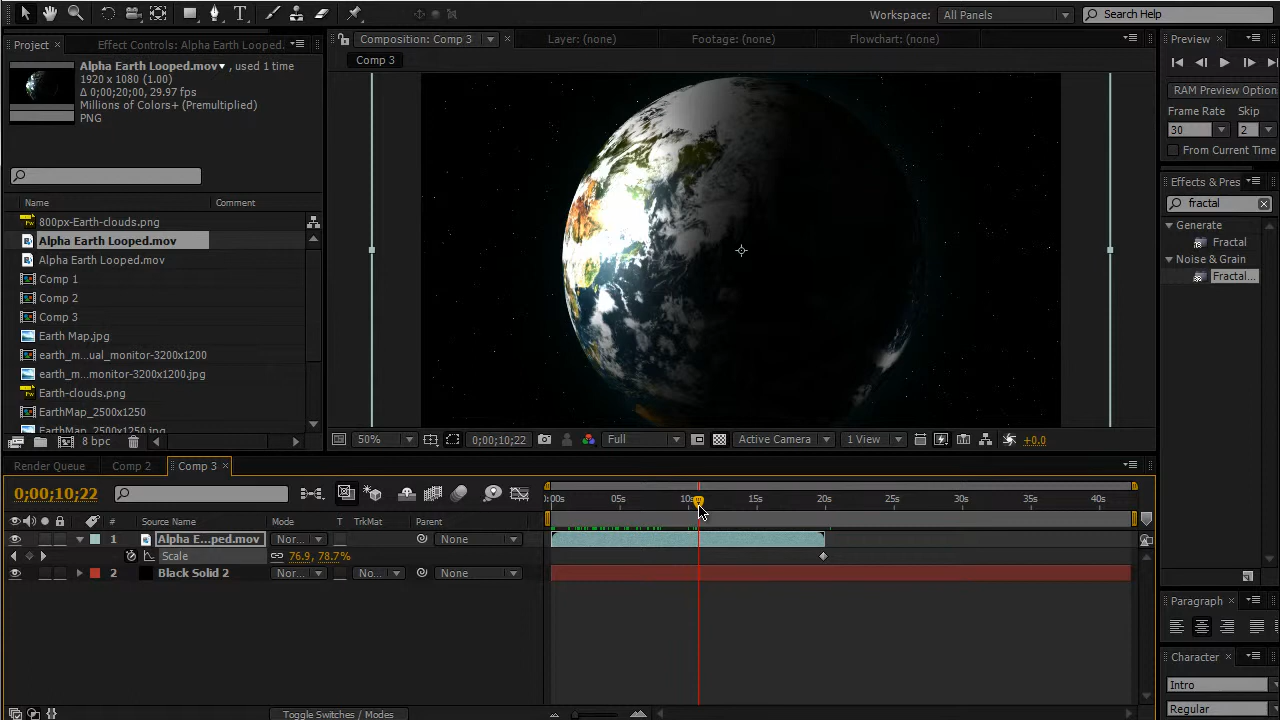 Workspace: All Panels Search Help
Project Effect Controls: Alpha Earth Looped. Composition: Comp 3 Layer: (none) Footage: (none) Flowchart: (none) Preview
Comp 3
Alpha Earth Looped.mov, used 1 time
1920 x 1080 (1.00)
Δ 0;00;20;00, 29.97 fps
Millions of Colors+ (Premultiplied)
PNG
RAM Preview Option
Frame Rate Skip
30 2
From Current Time
Effects & Pres
fractal
Generate
Fractal
Noise & Grain
Fractal...
Name Comment
800px-Earth-clouds.png
Alpha Earth Looped.mov
Alpha Earth Looped.mov
Comp 1
Comp 2
Comp 3
Earth Map.jpg
earth_m...ual_monitor-3200x1200
earth_m...monitor-3200x1200.jpg
Earth-clouds.png
EarthMap_2500x1250
EarthMap_2500x1250.jpg
8 bpc
50% 0;00;10;22 Full Active Camera 1 View +0.0
Render Queue Comp 2 Comp 3
0;00;10;22
:00s 05s 10s 15s 20s 25s 30s 35s 40s
# Source Name Mode T TrkMat Parent
1 Alpha E...ped.mov Nor... None
Scale 76.9, 78.7%
2 Black Solid 2 Nor... No... None
Toggle Switches / Modes
Paragraph
Character
Intro
Regular